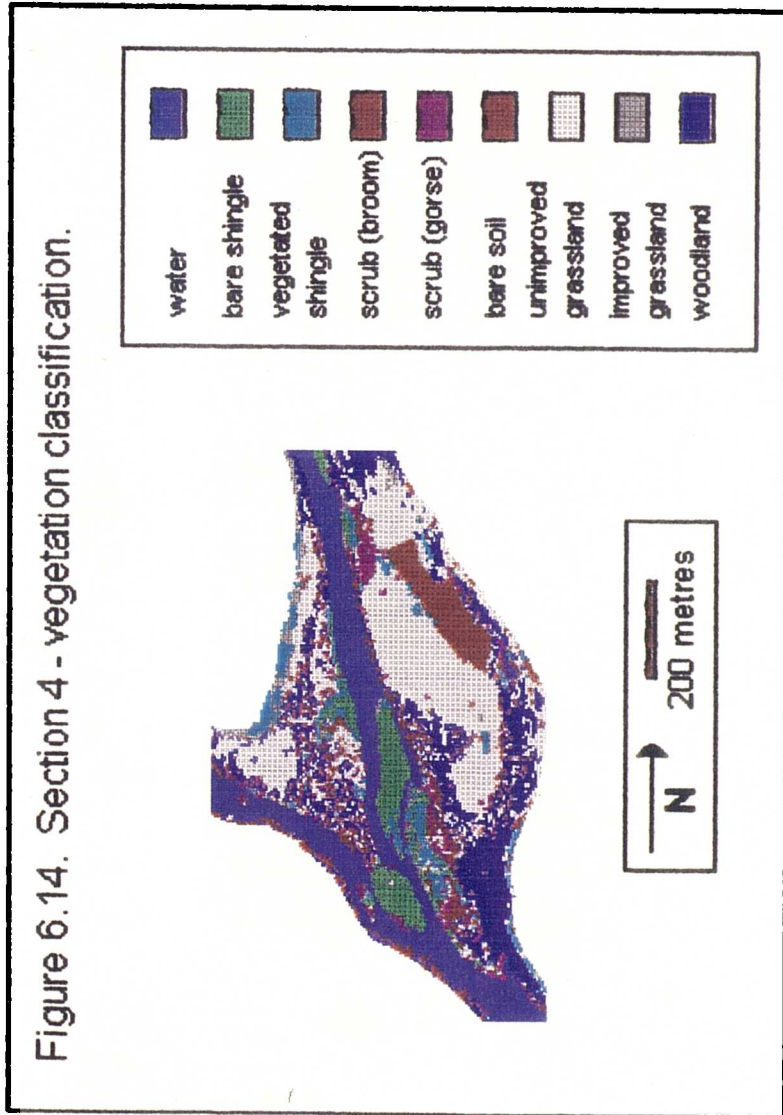 Figure 6.14. Section 4 - vegetation classification.
water
bare shingle
vegetated
shingle
scrub (broom)
scrub (gorse)
bare soil
unimproved
grassland
improved
grassland
woodland
N
200 metres